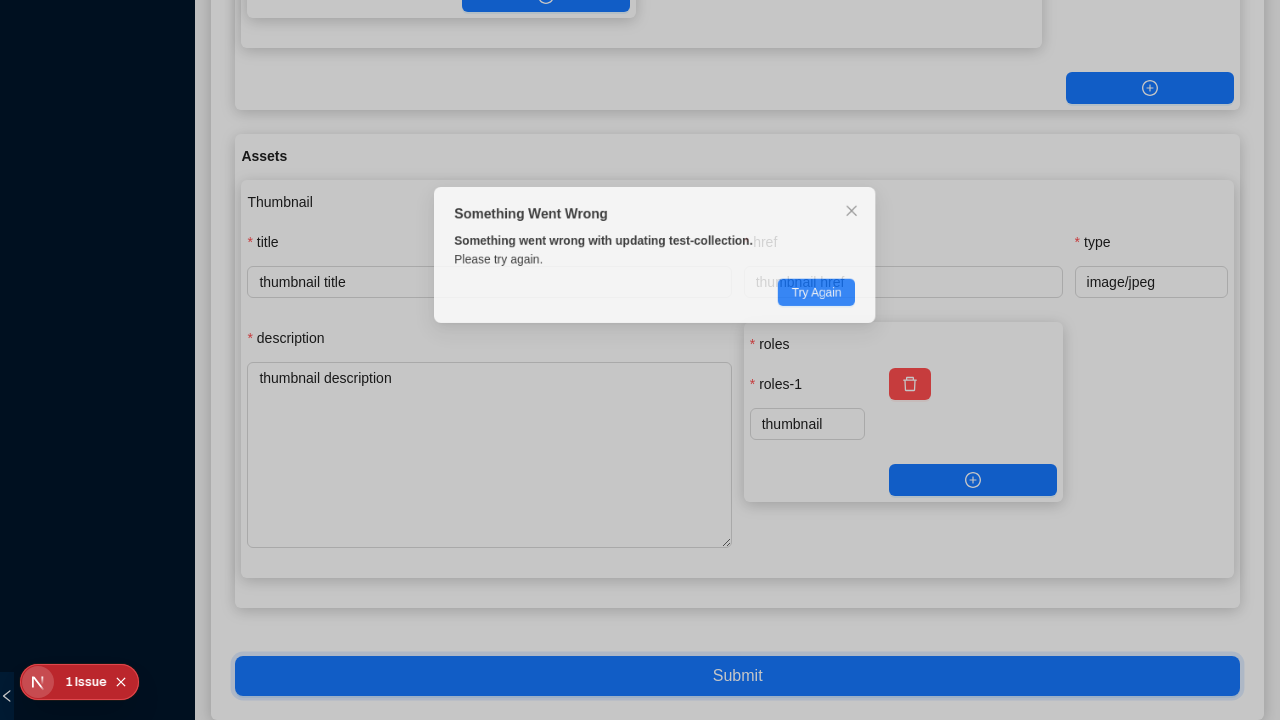 Assets
Thumbnail
Something Went Wrong
* title
Something went wrong with updating test-collection.
href
* type
Please try again.
thumbnail title
thumbnail href
image/jpeg
Try Again
* description
* roles
thumbnail description
* roles-1
thumbnail
1 Issue
Submit